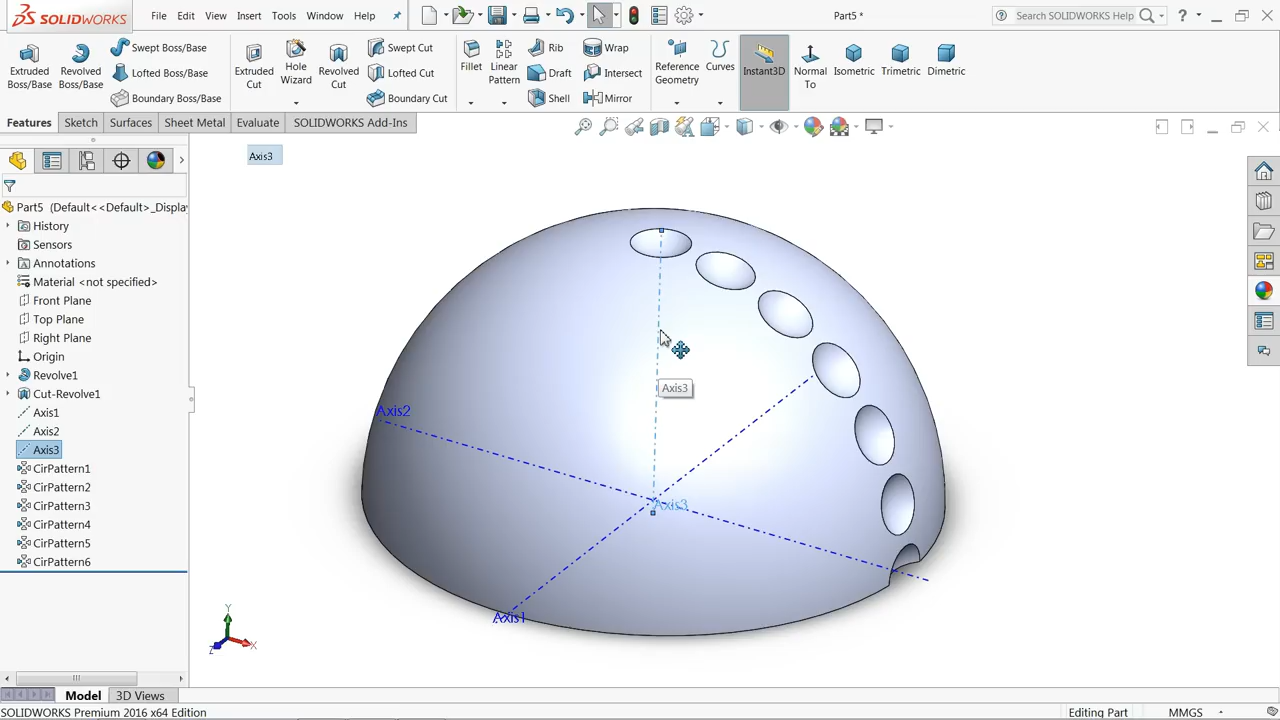 SOLIDWORKS
File Edit View Insert Tools Window Help
Part5 *
Search SOLIDWORKS Help
Extruded Boss/Base
Revolved Boss/Base
Swept Boss/Base
Lofted Boss/Base
Boundary Boss/Base
Extruded Cut
Hole Wizard
Revolved Cut
Swept Cut
Lofted Cut
Boundary Cut
Fillet
Linear Pattern
Rib
Draft
Shell
Wrap
Intersect
Mirror
Reference Geometry
Curves
Instant3D
Normal To
Isometric
Trimetric
Dimetric
Features Sketch Surfaces Sheet Metal Evaluate SOLIDWORKS Add-Ins
Axis3
Part5 (Default<<Default>_Displa
History
Sensors
Annotations
Material <not specified>
Front Plane
Top Plane
Right Plane
Origin
Revolve1
Cut-Revolve1
Axis1
Axis2
Axis3
CirPattern1
CirPattern2
CirPattern3
CirPattern4
CirPattern5
CirPattern6
Axis3
Axis2
Axis3
Axis1
Y
X
Z
Model 3D Views
SOLIDWORKS Premium 2016 x64 Edition
Editing Part MMGS